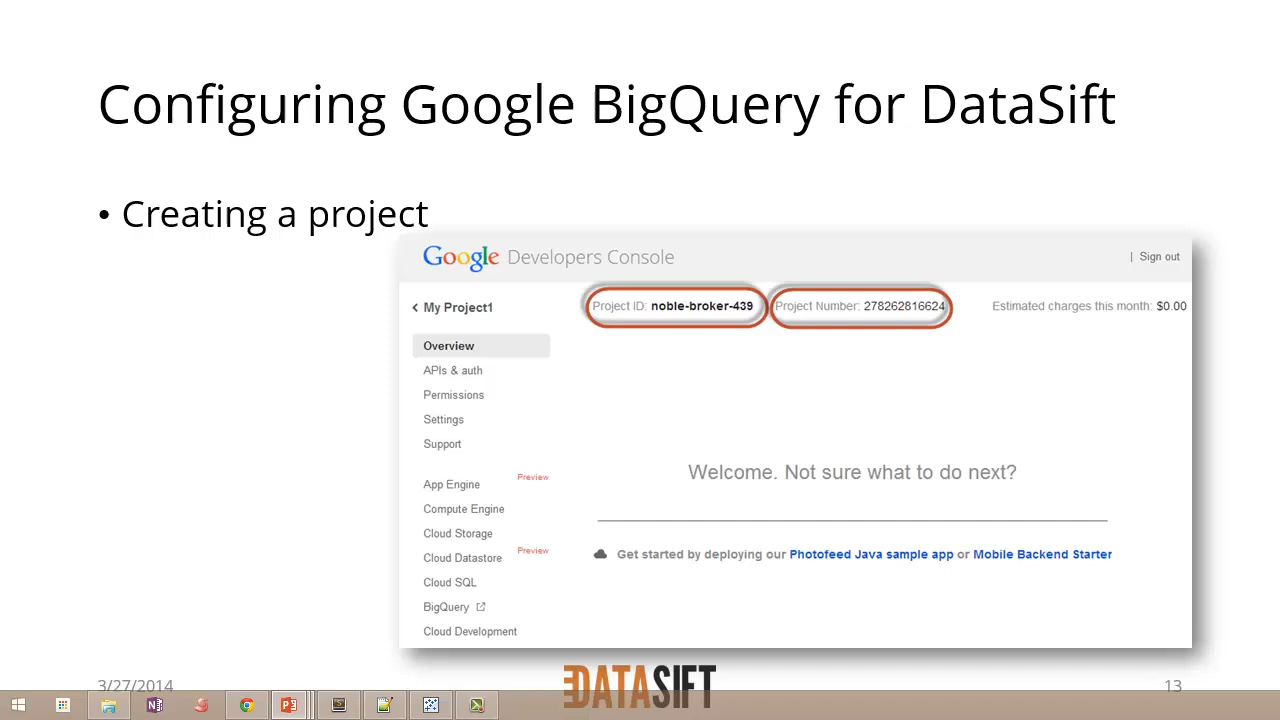 Configuring Google BigQuery for DataSift
• Creating a project
Google Developers Console
| Sign out
My Project1
Project ID: noble-broker-439
Project Number: 278262816624
Estimated charges this month: $0.00
Overview
APIs & auth
Permissions
Settings
Support
App Engine
Preview
Compute Engine
Cloud Storage
Cloud Datastore
Preview
Cloud SQL
BigQuery
Cloud Development
Welcome. Not sure what to do next?
Get started by deploying our Photofeed Java sample app or Mobile Backend Starter
3/27/2014
DATASIFT
13